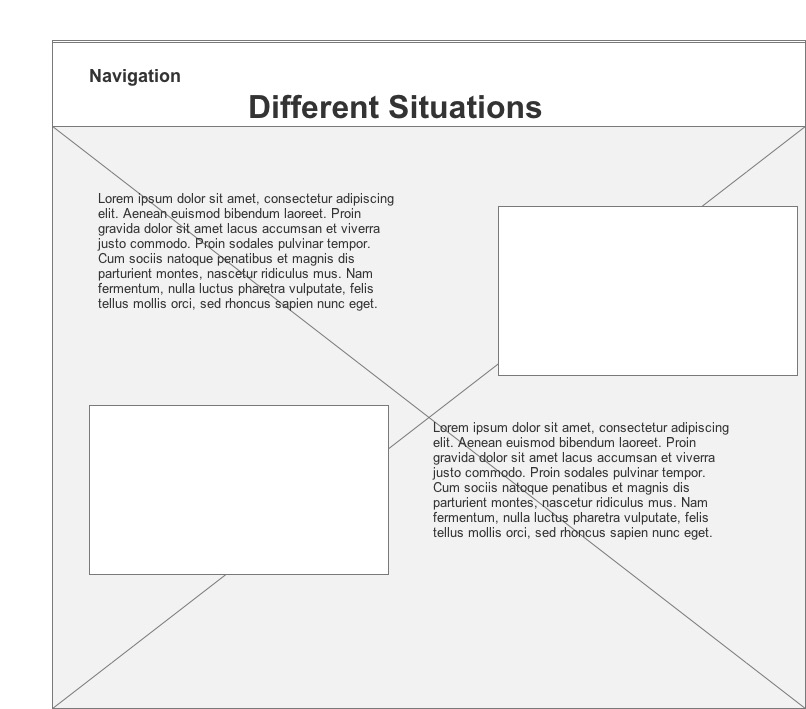 Navigation
Different Situations
Lorem ipsum dolor sit amet, consectetur adipiscing
elit. Aenean euismod bibendum laoreet. Proin
gravida dolor sit amet lacus accumsan et viverra
justo commodo. Proin sodales pulvinar tempor.
Cum sociis natoque penatibus et magnis dis
parturient montes, nascetur ridiculus mus. Nam
fermentum, nulla luctus pharetra vulputate, felis
tellus mollis orci, sed rhoncus sapien nunc eget.
Lorem ipsum dolor sit amet, consectetur adipiscing
elit. Aenean euismod bibendum laoreet. Proin
gravida dolor sit amet lacus accumsan et viverra
justo commodo. Proin sodales pulvinar tempor.
Cum sociis natoque penatibus et magnis dis
parturient montes, nascetur ridiculus mus. Nam
fermentum, nulla luctus pharetra vulputate, felis
tellus mollis orci, sed rhoncus sapien nunc eget.